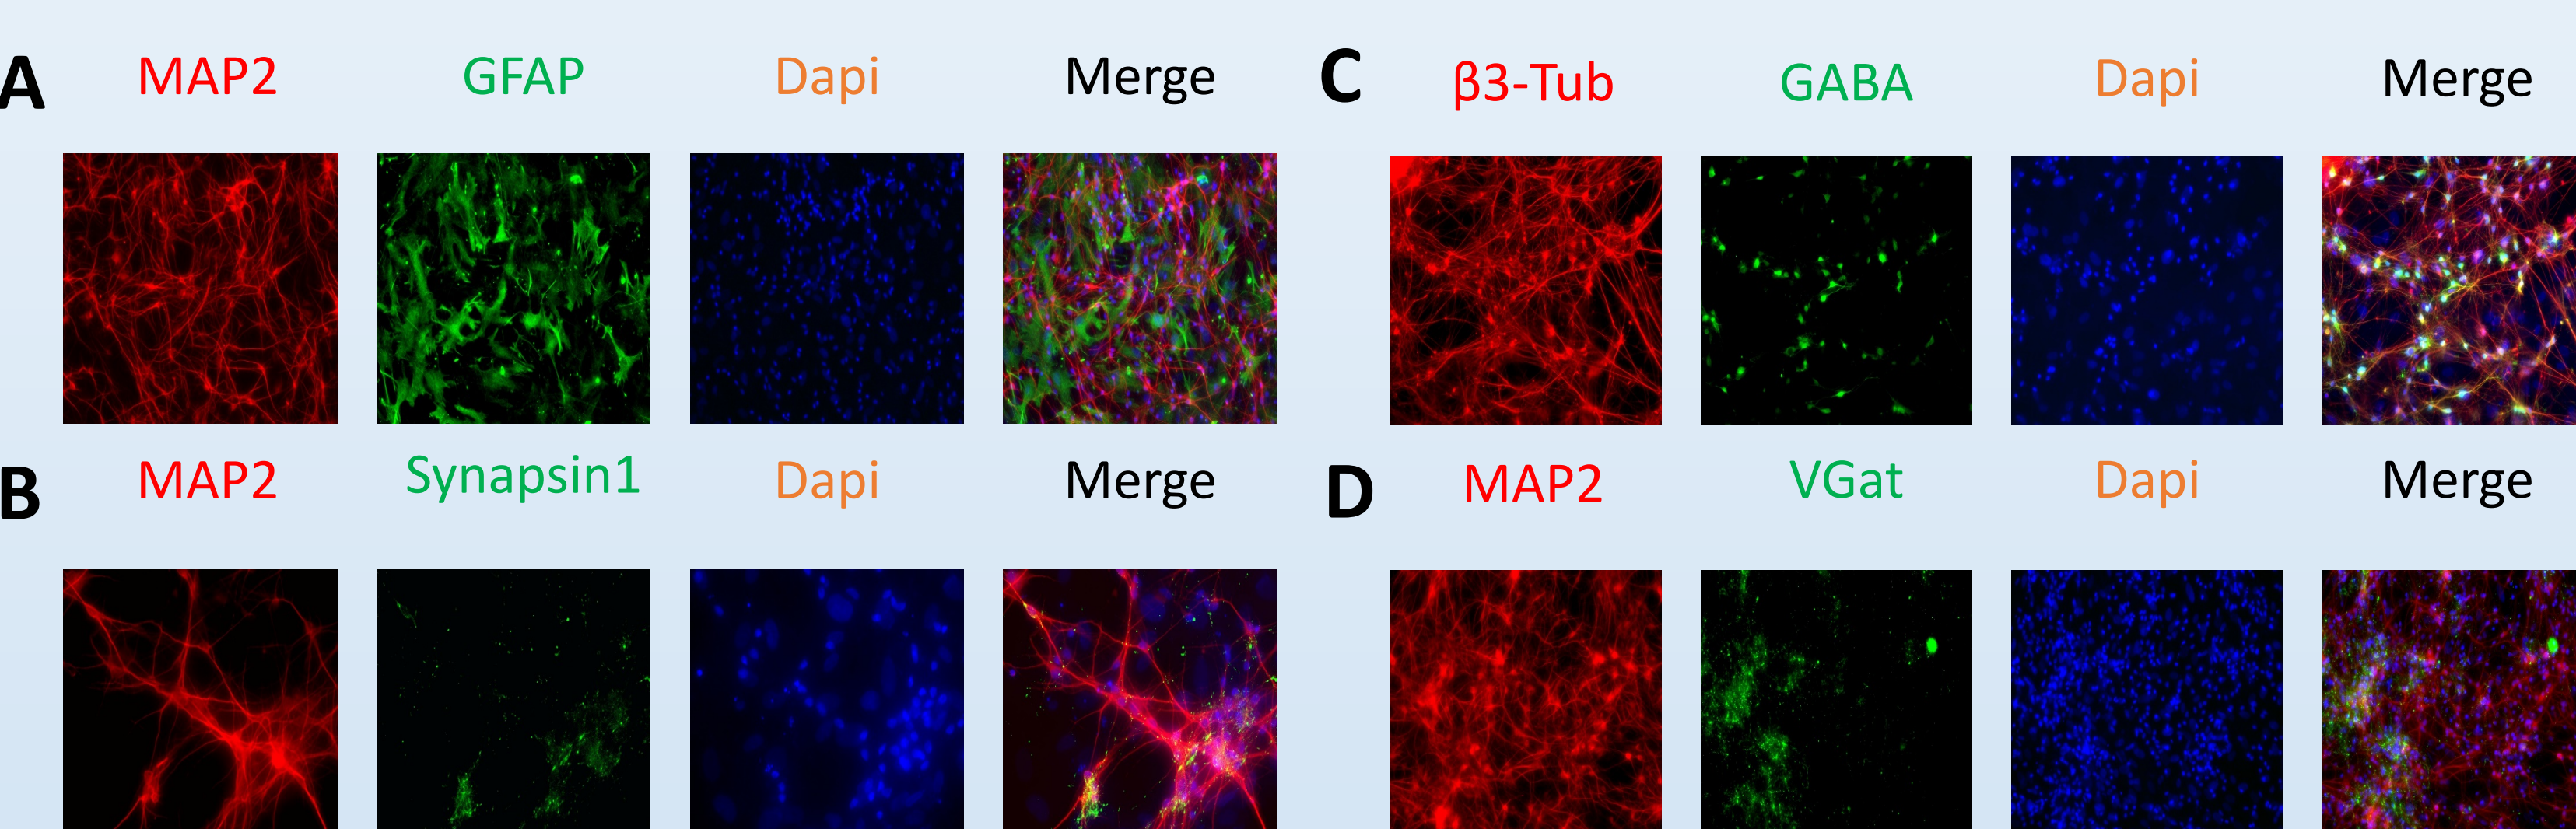 A MAP2 GFAP Dapi Merge
C β3-Tub GABA Dapi Merge
B MAP2 Synapsin1 Dapi Merge
D MAP2 VGat Dapi Merge